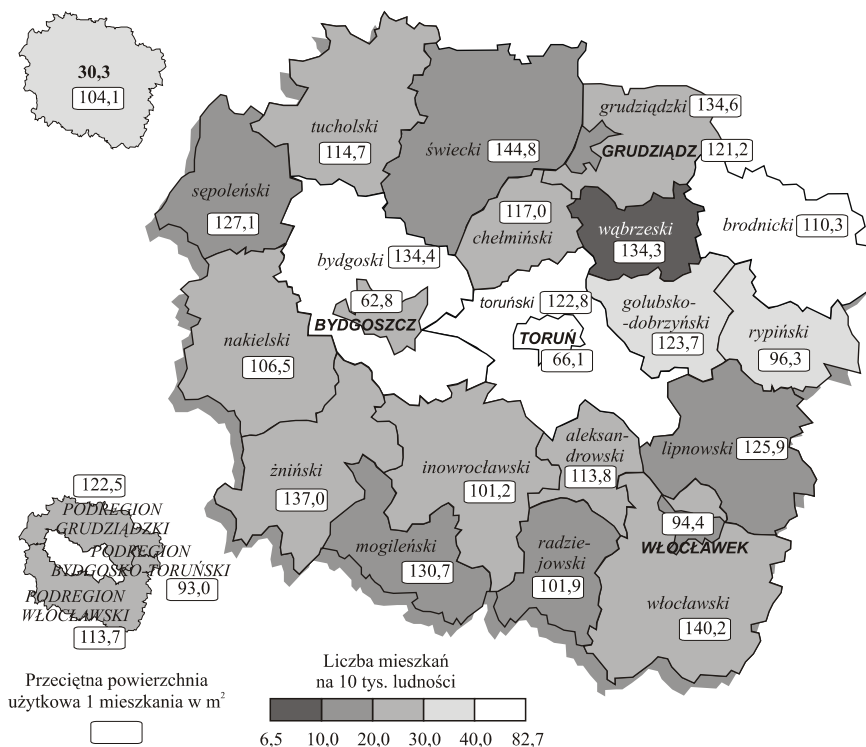 30,3
104,1
tucholski
114,7
świecki 144,8
grudziądzki 134,6
GRUDZIĄDZ 121,2
sępoleński
127,1
117,0
chełmiński
wąbrzeski
134,3
brodnicki 110,3
bydgoski 134,4
62,8
BYDGOSZCZ
toruński 122,8
TORUŃ
66,1
golubsko-
-dobrzyński
123,7
rypiński
96,3
nakielski
106,5
żniński
137,0
inowrocławski
101,2
aleksan-
drowski
113,8
lipnowski 125,9
mogileński
130,7
radzie-
jowski
101,9
94,4
WŁOCŁAWEK
włocławski
140,2
122,5
PODREGION
GRUDZIĄDZKI
PODREGION
BYDGOSKO-TORUŃSKI
93,0
PODREGION
WŁOCŁAWSKI
113,7
Przeciętna powierzchnia
użytkowa 1 mieszkania w m²
Liczba mieszkań
na 10 tys. ludności
6,5 10,0 20,0 30,0 40,0 82,7